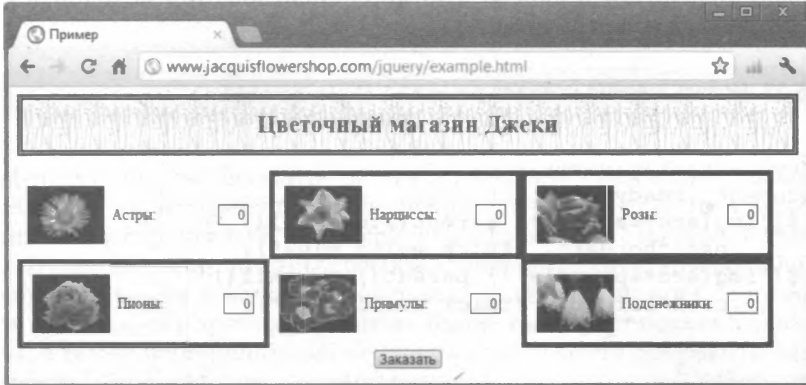 Пример
www.jacquisflowershop.com/jquery/example.html
Цветочный магазин Джеки
Астры: 0 Нарциссы: 0 Розы: 0
Пионы: 0 Примулы: 0 Подснежники: 0
Заказать